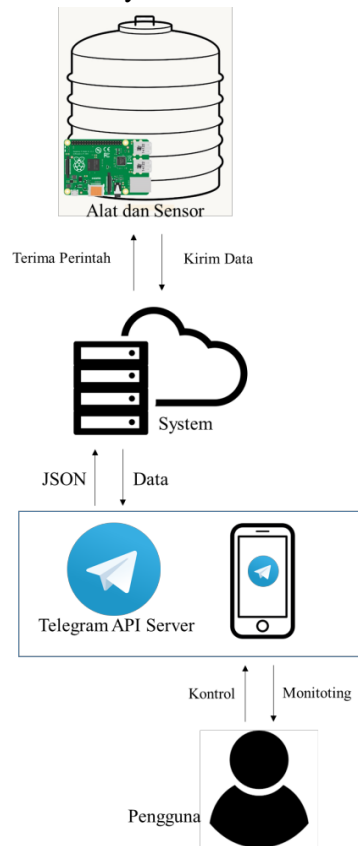 Alat dan Sensor
Terima Perintah
Kirim Data
System
JSON
Data
Telegram API Server
Kontrol
Monitoting
Pengguna